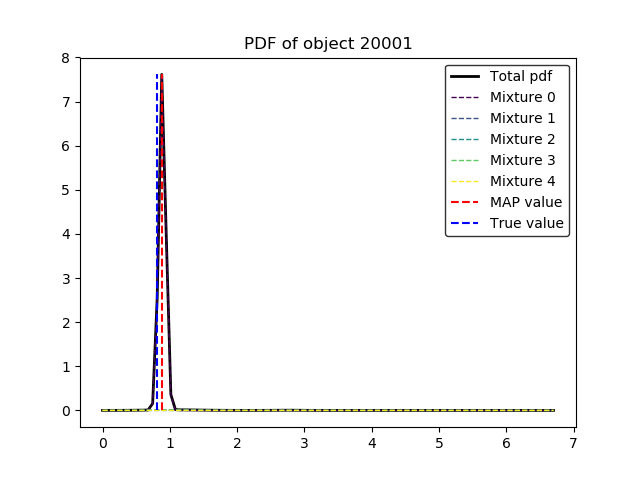 PDF of object 20001
8
7
6
5
4
3
2
1
0
0 1 2 3 4 5 6 7
Total pdf
Mixture 0
Mixture 1
Mixture 2
Mixture 3
Mixture 4
MAP value
True value